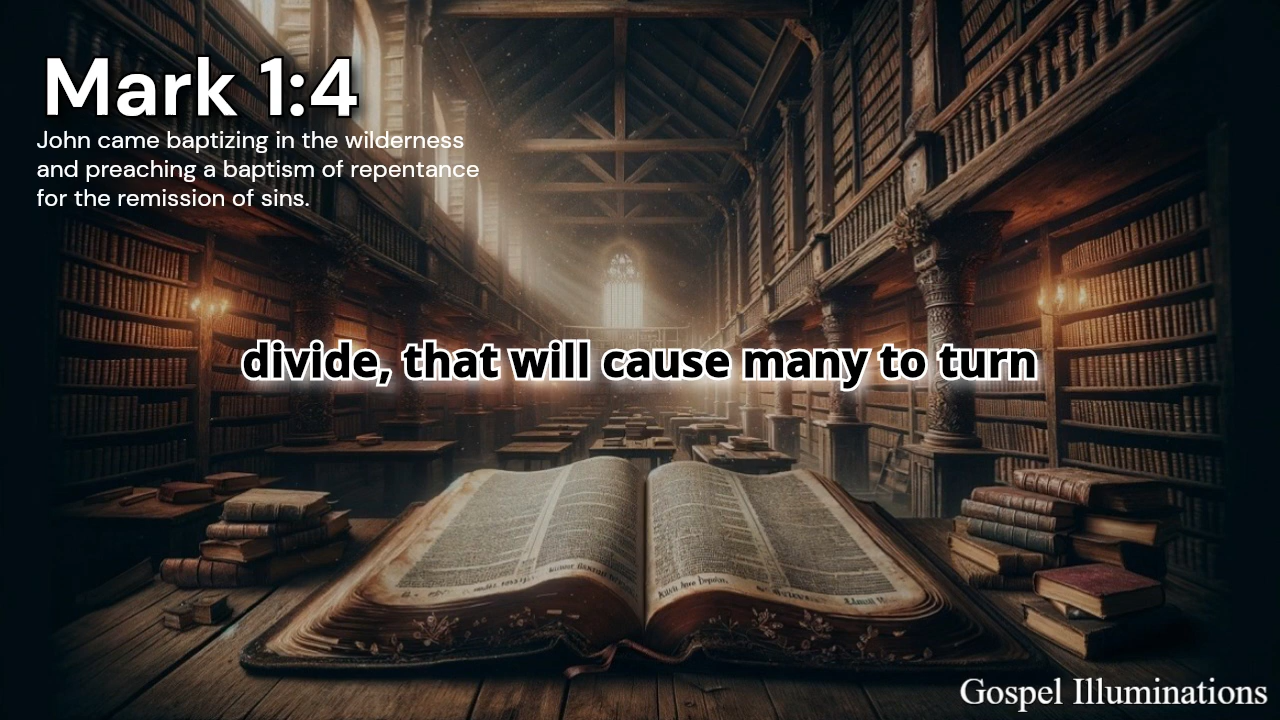 Mark 1:4
John came baptizing in the wilderness
and preaching a baptism of repentance
for the remission of sins.
divide, that will cause many to turn
Gospel Illuminations